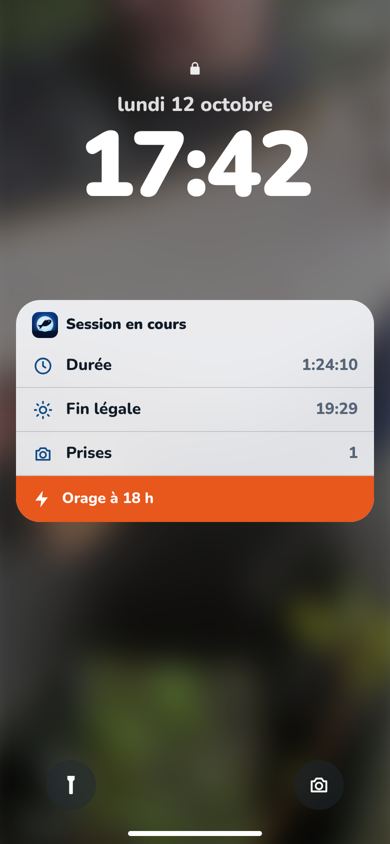 lundi 12 octobre
17:42
Session en cours
Durée 1:24:10
Fin légale 19:29
Prises 1
Orage à 18 h